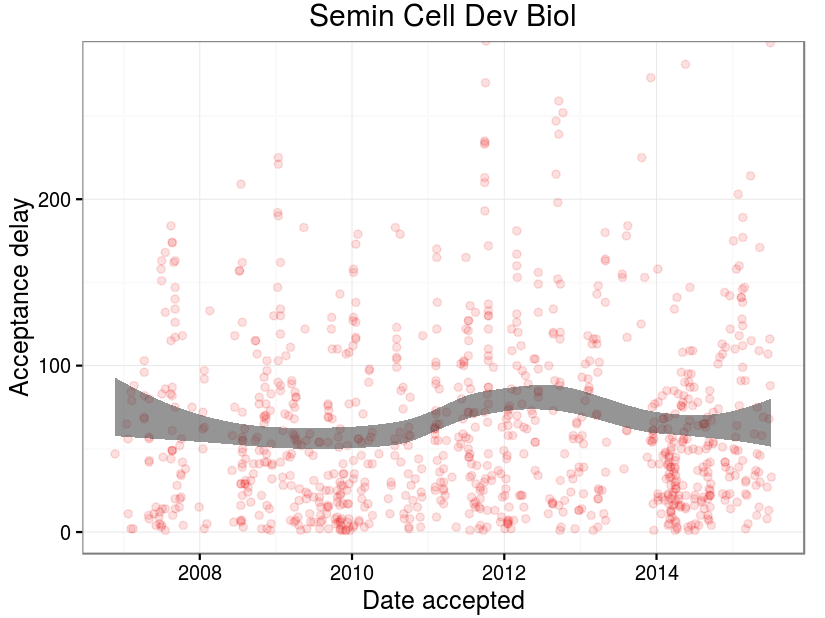 Semin Cell Dev Biol
Acceptance delay
200
100
0
2008 2010 2012 2014
Date accepted